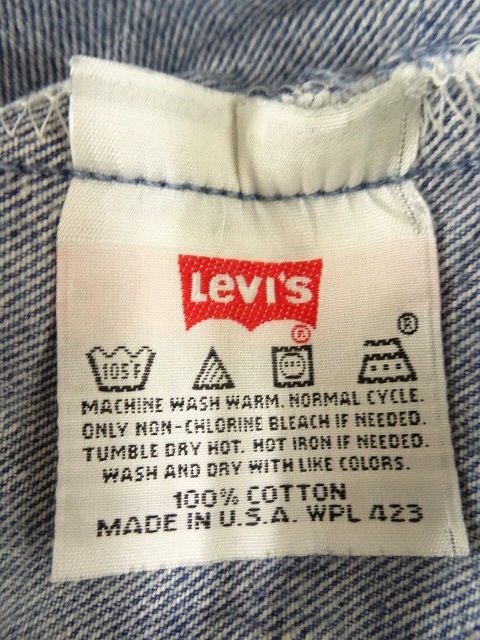 Levi's
®
®
105F
MACHINE WASH WARM. NORMAL CYCLE.
ONLY NON-CHLORINE BLEACH IF NEEDED.
TUMBLE DRY HOT. HOT IRON IF NEEDED.
WASH AND DRY WITH LIKE COLORS.
100% COTTON
MADE IN U.S.A. WPL 423